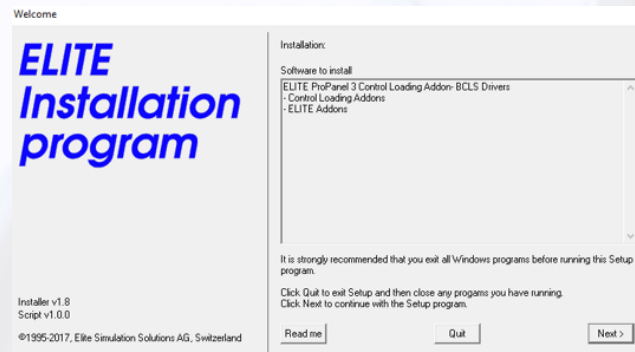 Welcome
ELITE
Installation
program
Installer v1.8
Script v1.0.0
©1995-2017, Elite Simulation Solutions AG, Switzerland
Installation:
Software to install
ELITE ProPanel 3 Control Loading Addon- BCLS Drivers
- Control Loading Addons
- ELITE Addons
It is strongly recommended that you exit all Windows programs before running this Setup
program.
Click Quit to exit Setup and then close any progams you have running.
Click Next to continue with the Setup program.
Read me
Quit
Next >